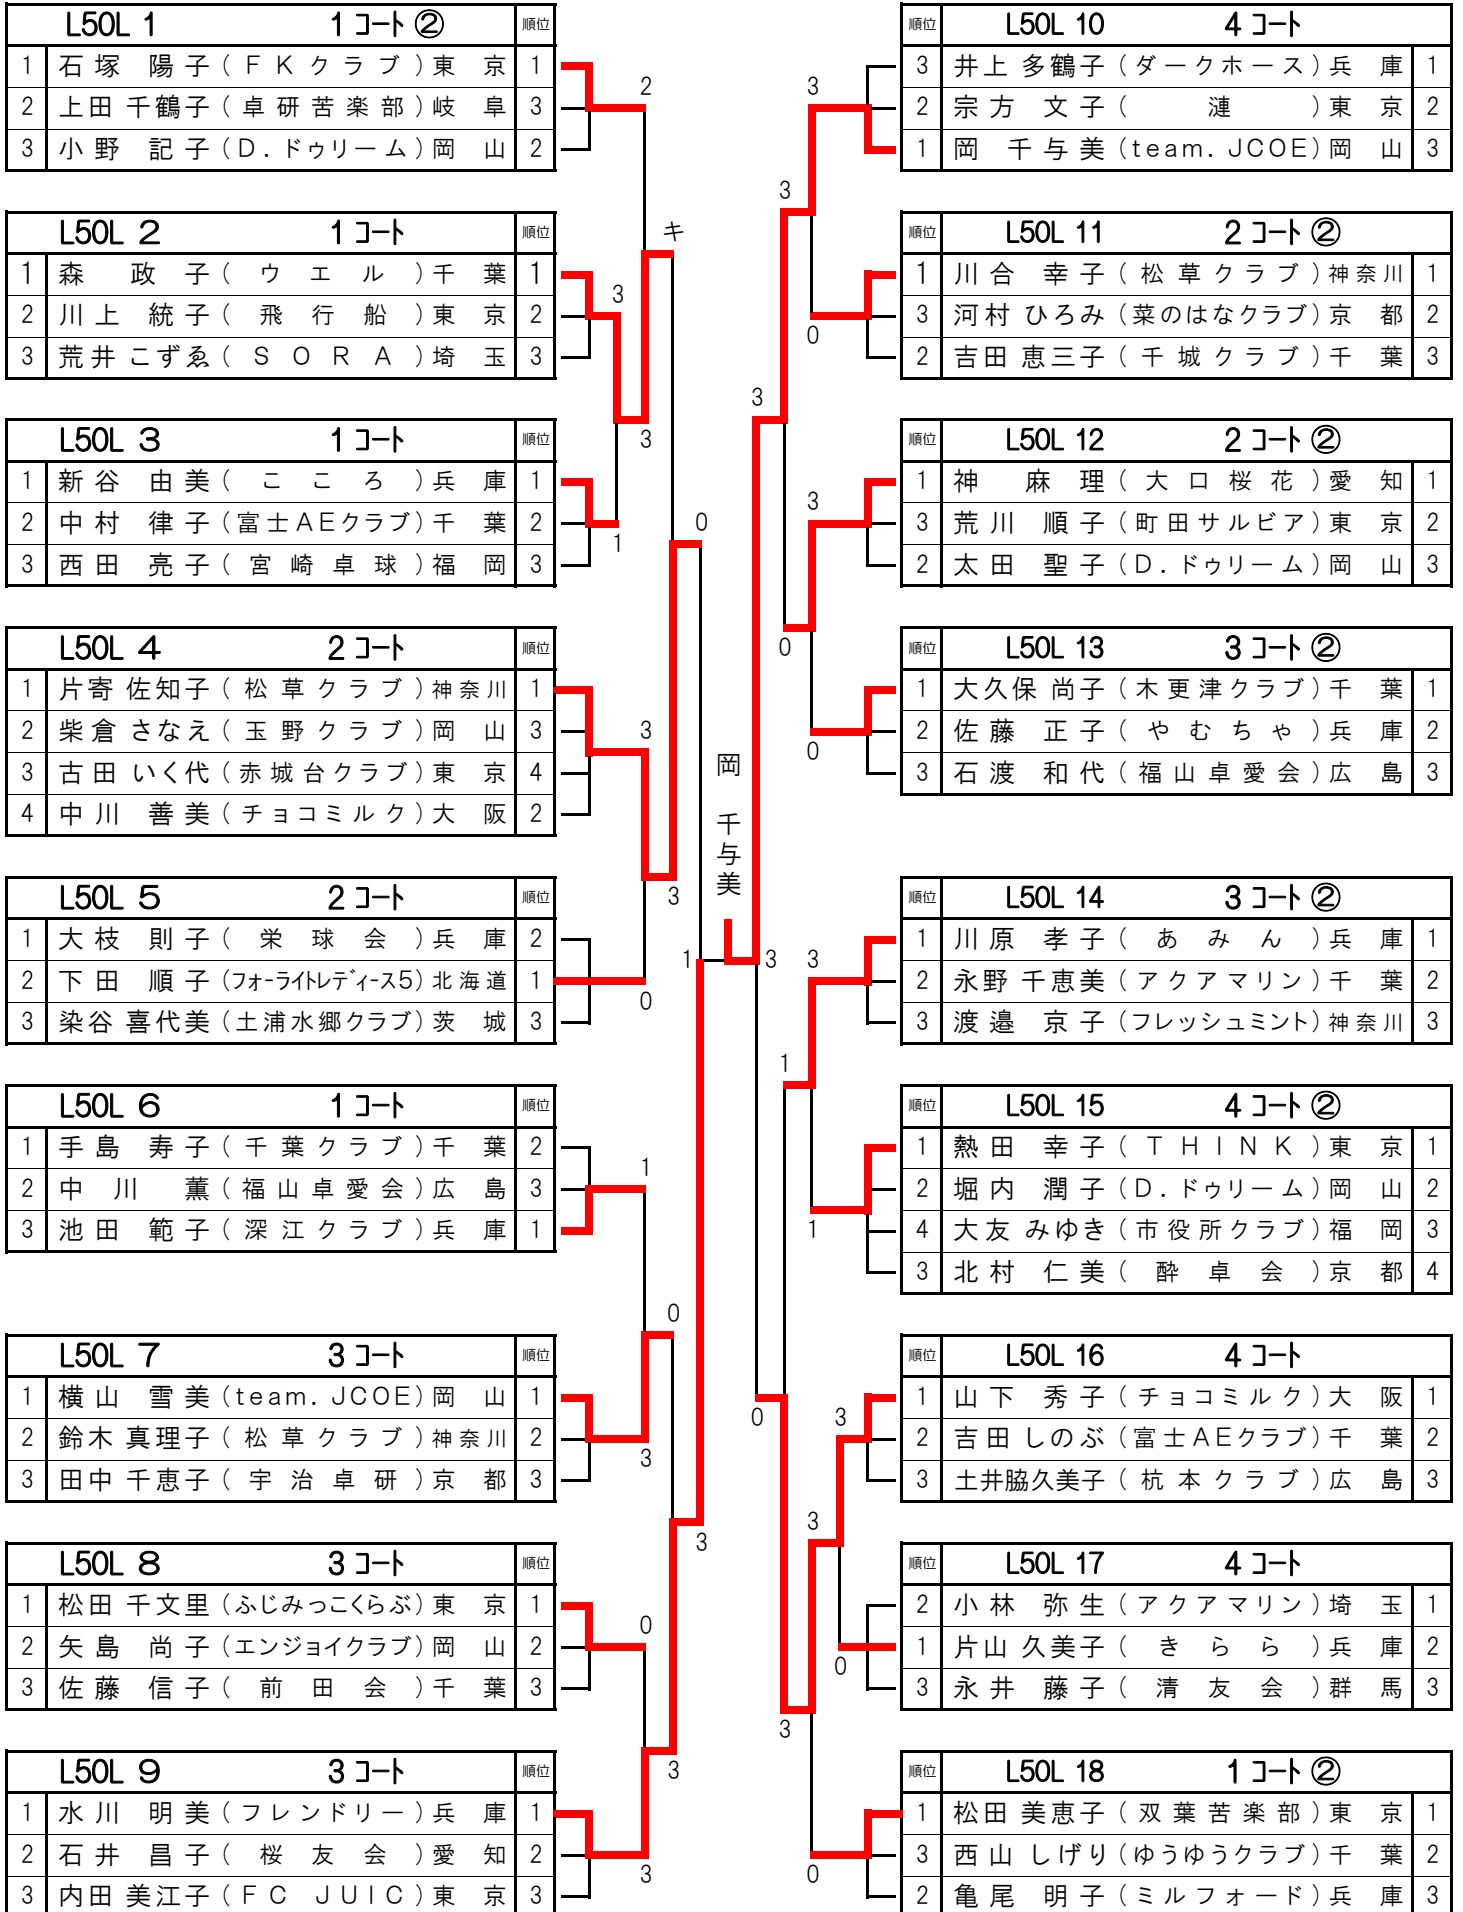 L50L 1 1 コート ② 順位
1 石塚 陽子 (FKクラブ) 東京 1
2 上田 千鶴子 (卓研苦楽部) 岐阜 3
3 小野 記子 (D.ドゥリーム) 岡山 2
L50L 2 1 コート 順位
1 森 政子 (ウエル) 千葉 1
2 川上 統子 (飛行船) 東京 2
3 荒井 こずゑ (SORA) 埼玉 3
L50L 3 1 コート 順位
1 新谷 由美 (こころ) 兵庫 1
2 中村 律子 (富士AEクラブ) 千葉 2
3 西田 亮子 (宮崎卓球) 福岡 3
L50L 4 2 コート 順位
1 片寄 佐知子 (松草クラブ) 神奈川 1
2 柴倉 さなえ (玉野クラブ) 岡山 3
3 古田 いく代 (赤城台クラブ) 東京 4
4 中川 善美 (チョコミルク) 大阪 2
L50L 5 2 コート 順位
1 大枝 則子 (栄球会) 兵庫 2
2 下田 順子 (フォーライトレディース5) 北海道 1
3 染谷 喜代美 (土浦水郷クラブ) 茨城 3
L50L 6 1 コート 順位
1 手島 寿子 (千葉クラブ) 千葉 2
2 中川 薫 (福山卓愛会) 広島 3
3 池田 範子 (深江クラブ) 兵庫 1
L50L 7 3 コート 順位
1 横山 雪美 (team.JCOE) 岡山 1
2 鈴木 真理子 (松草クラブ) 神奈川 2
3 田中 千恵子 (宇治卓研) 京都 3
L50L 8 3 コート 順位
1 松田 千文里 (ふじみっこくらぶ) 東京 1
2 矢島 尚子 (エンジョイクラブ) 岡山 2
3 佐藤 信子 (前田会) 千葉 3
L50L 9 3 コート 順位
1 水川 明美 (フレンドリー) 兵庫 1
2 石井 昌子 (桜友会) 愛知 2
3 内田 美江子 (FC JUIC) 東京 3
2
キ
3
3
1
0
3
3
0
1
1
0
3
3
0
3
3
岡 千与美
3
3
3
3
0
3
0
0
3
1
1
0
3
3
0
3
0
順位 L50L 10 4 コート
3 井上 多鶴子 (ダークホース) 兵庫 1
2 宗方 文子 (漣) 東京 2
1 岡 千与美 (team.JCOE) 岡山 3
順位 L50L 11 2 コート ②
1 川合 幸子 (松草クラブ) 神奈川 1
3 河村 ひろみ (菜のはなクラブ) 京都 2
2 吉田 恵三子 (千城クラブ) 千葉 3
順位 L50L 12 2 コート ②
1 神 麻理 (大口桜花) 愛知 1
3 荒川 順子 (町田サルビア) 東京 2
2 太田 聖子 (D.ドゥリーム) 岡山 3
順位 L50L 13 3 コート ②
1 大久保 尚子 (木更津クラブ) 千葉 1
2 佐藤 正子 (やむちゃ) 兵庫 2
3 石渡 和代 (福山卓愛会) 広島 3
順位 L50L 14 3 コート ②
1 川原 孝子 (あみん) 兵庫 1
2 永野 千恵美 (アクアマリン) 千葉 2
3 渡邉 京子 (フレッシュミント) 神奈川 3
順位 L50L 15 4 コート ②
1 熱田 幸子 (THINK) 東京 1
2 堀内 潤子 (D.ドゥリーム) 岡山 2
4 大友 みゆき (市役所クラブ) 福岡 3
3 北村 仁美 (酔卓会) 京都 4
順位 L50L 16 4 コート
1 山下 秀子 (チョコミルク) 大阪 1
2 吉田 しのぶ (富士AEクラブ) 千葉 2
3 土井脇久美子 (杭本クラブ) 広島 3
順位 L50L 17 4 コート
2 小林 弥生 (アクアマリン) 埼玉 1
1 片山 久美子 (きらら) 兵庫 2
3 永井 藤子 (清友会) 群馬 3
順位 L50L 18 1 コート ②
1 松田 美恵子 (双葉苦楽部) 東京 1
3 西山 しげり (ゆうゆうクラブ) 千葉 2
2 亀尾 明子 (ミルフォード) 兵庫 3